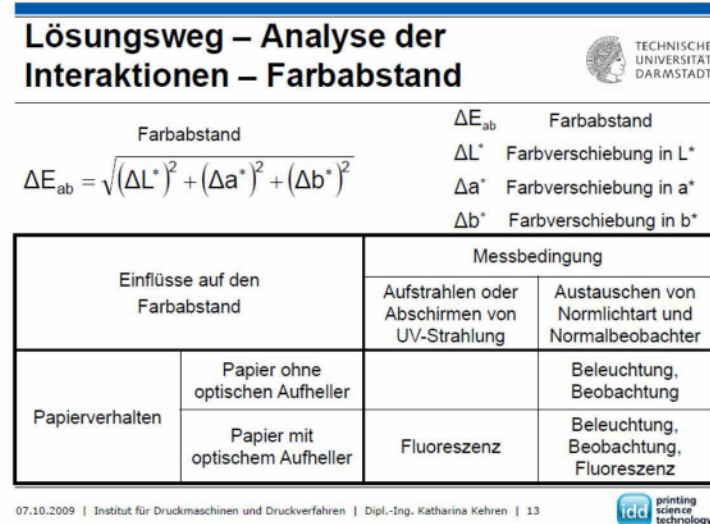 Lösungsweg – Analyse der
Interaktionen – Farbabstand
TECHNISCHE
UNIVERSITÄT
DARMSTADT
Farbabstand
ΔE_ab = √((ΔL*)² + (Δa*)² + (Δb*)²)
ΔE_ab Farbabstand
ΔL* Farbverschiebung in L*
Δa* Farbverschiebung in a*
Δb* Farbverschiebung in b*
Einflüsse auf den
Farbabstand
Messbedingung
Aufstrahlen oder
Abschirmen von
UV-Strahlung
Austauschen von
Normlichtart und
Normalbeobachter
Papierverhalten
Papier ohne
optischen Aufheller
Beleuchtung,
Beobachtung
Papier mit
optischem Aufheller
Fluoreszenz
Beleuchtung,
Beobachtung,
Fluoreszenz
07.10.2009 | Institut für Druckmaschinen und Druckverfahren | Dipl.-Ing. Katharina Kehren | 13
idd
printing
science
technology